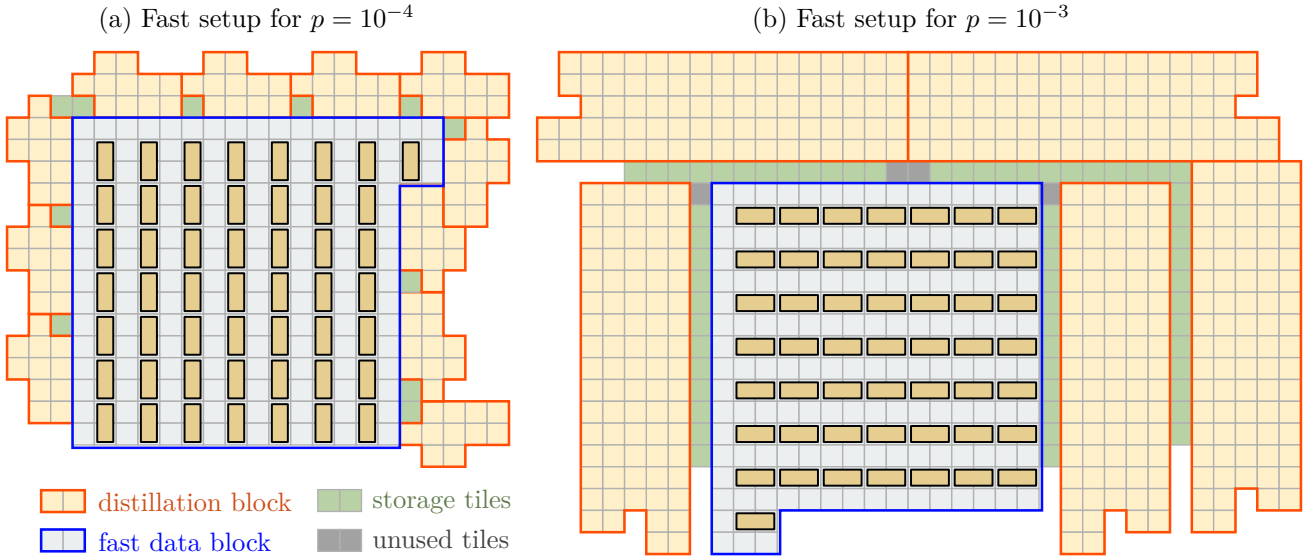 (a) Fast setup for p = 10⁻⁴
(b) Fast setup for p = 10⁻³
distillation block
storage tiles
fast data block
unused tiles